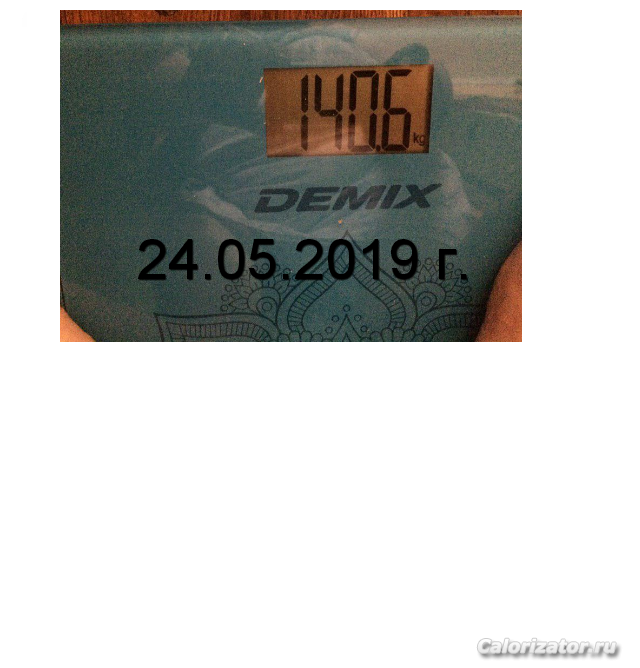 140.6 kg
DEMIX
24.05.2019 г.
Calorizator.ru